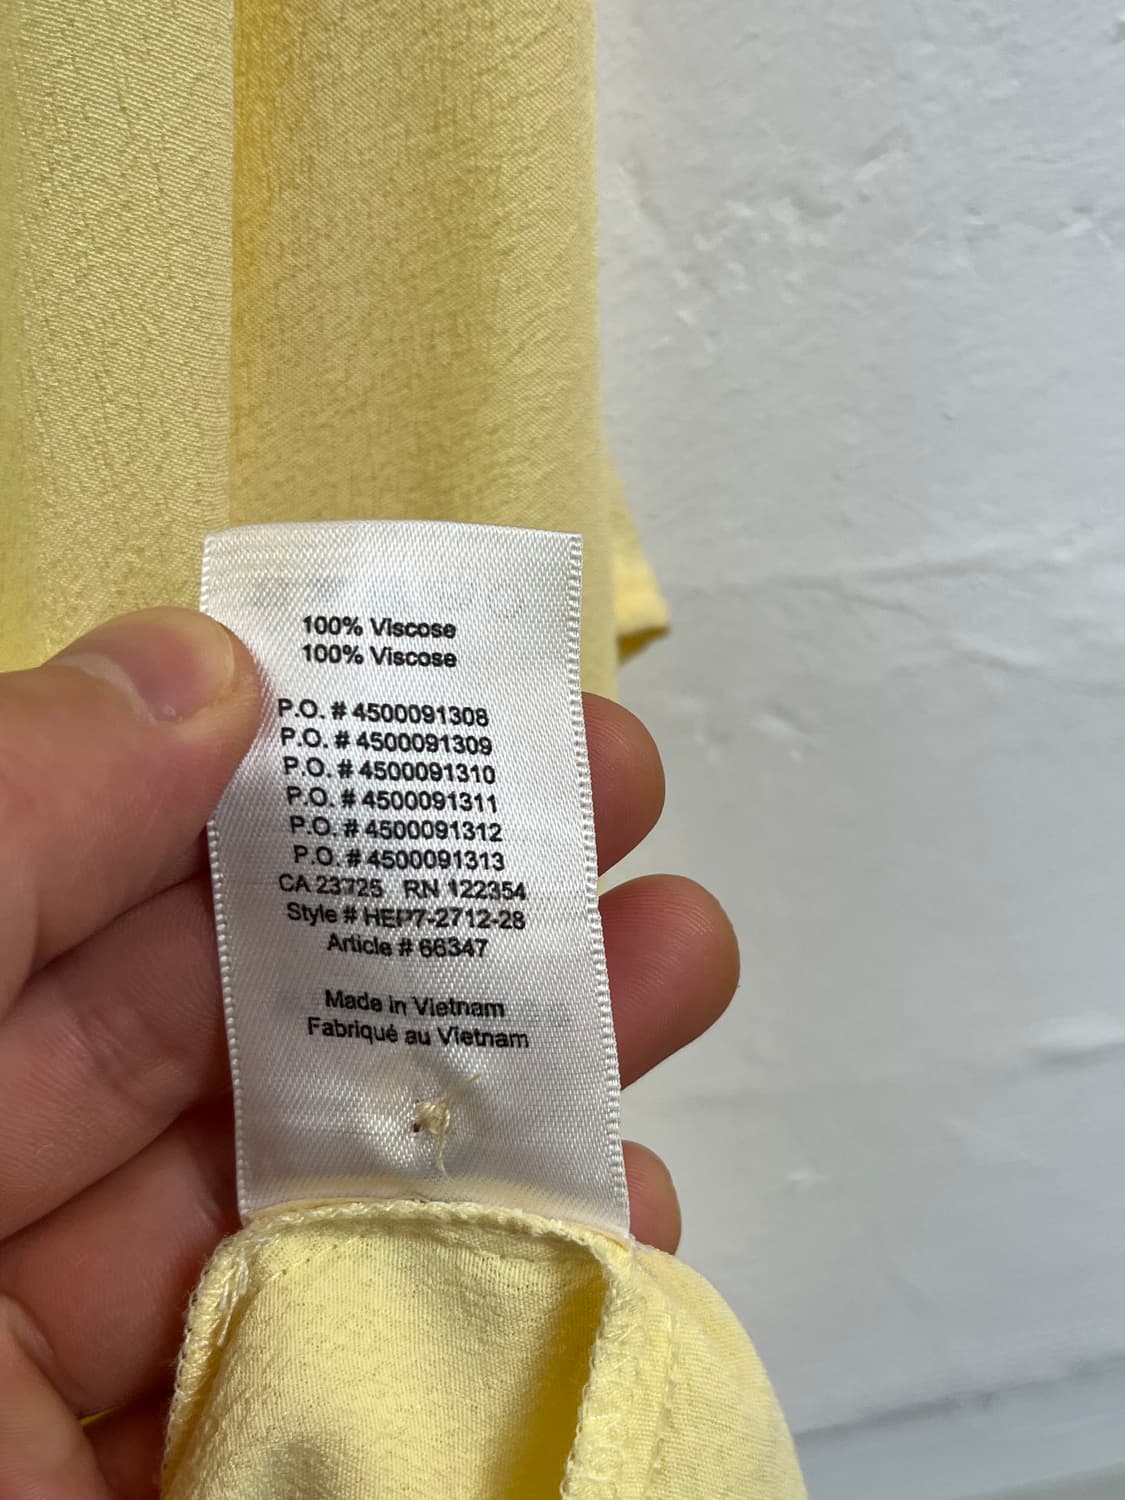 100% Viscose
100% Viscose
P.O. # 4500091308
P.O. # 4500091309
P.O. # 4500091310
P.O. # 4500091311
P.O. # 4500091312
P.O. # 4500091313
CA 23725 RN 122354
Style # HEP7-2712-28
Article # 66347
Made in Vietnam
Fabriqué au Vietnam